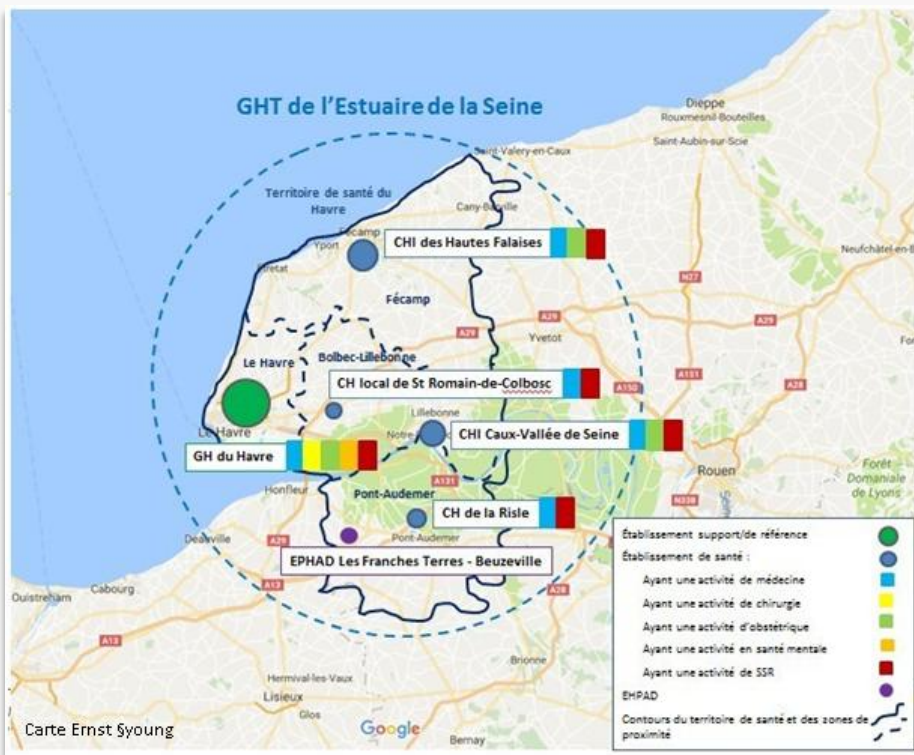 GHT de l'Estuaire de la Seine
Dieppe
Rouxmesnil-Bouteilles
Saint-Aubin-sur-Scie
Saint-Valery-en-Caux
Territoire de santé du
Havre
Cany-Barville
Fécamp
Yport
CHI des Hautes Falaises
Etretat
Neufchâtel-en-B
N27
Fécamp
A29
A29
Yvetot
A29
Le Havre
Bolbec-Lillebonne
CH local de St Romain-de-Colbosc
A150
A151
A28
Lillebonne
Le Havre
Notre-
CHI Caux-Vallée de Seine
GH du Havre
Rouen
A131
Forêt
Domaniale
de Lyons
Honfleur
Pont-Audemer
N338
CH de la Risle
Deauville
A29
Pont-Audemer
EPHAD Les Franches Terres - Beuzeville
Cabourg
A13
Ouistreham
A28
A13
Brionne
Hermival-les-Vaux
Lisieux
Glos
Google
Bernay
Carte Ernst §young
Établissement support/de référence
Établissement de santé :
Ayant une activité de médecine
Ayant une activité de chirurgie
Ayant une activité d'obstétrique
Ayant une activité en santé mentale
Ayant une activité de SSR
EHPAD
Contours du territoire de santé et des zones de
proximité